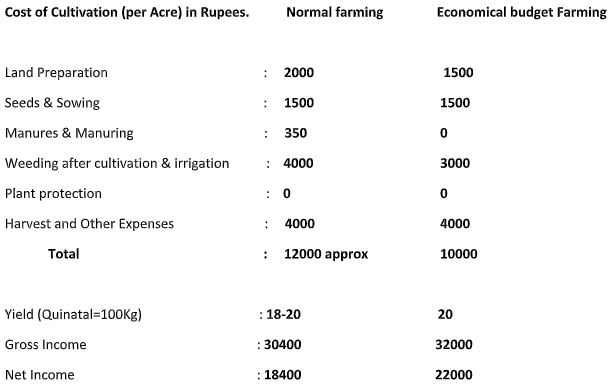 Cost of Cultivation (per Acre) in Rupees. Normal farming Economical budget Farming
Land Preparation : 2000 1500
Seeds & Sowing : 1500 1500
Manures & Manuring : 350 0
Weeding after cultivation & irrigation : 4000 3000
Plant protection : 0 0
Harvest and Other Expenses : 4000 4000
Total : 12000 approx 10000
Yield (Quinatal=100Kg) : 18-20 20
Gross Income : 30400 32000
Net Income : 18400 22000